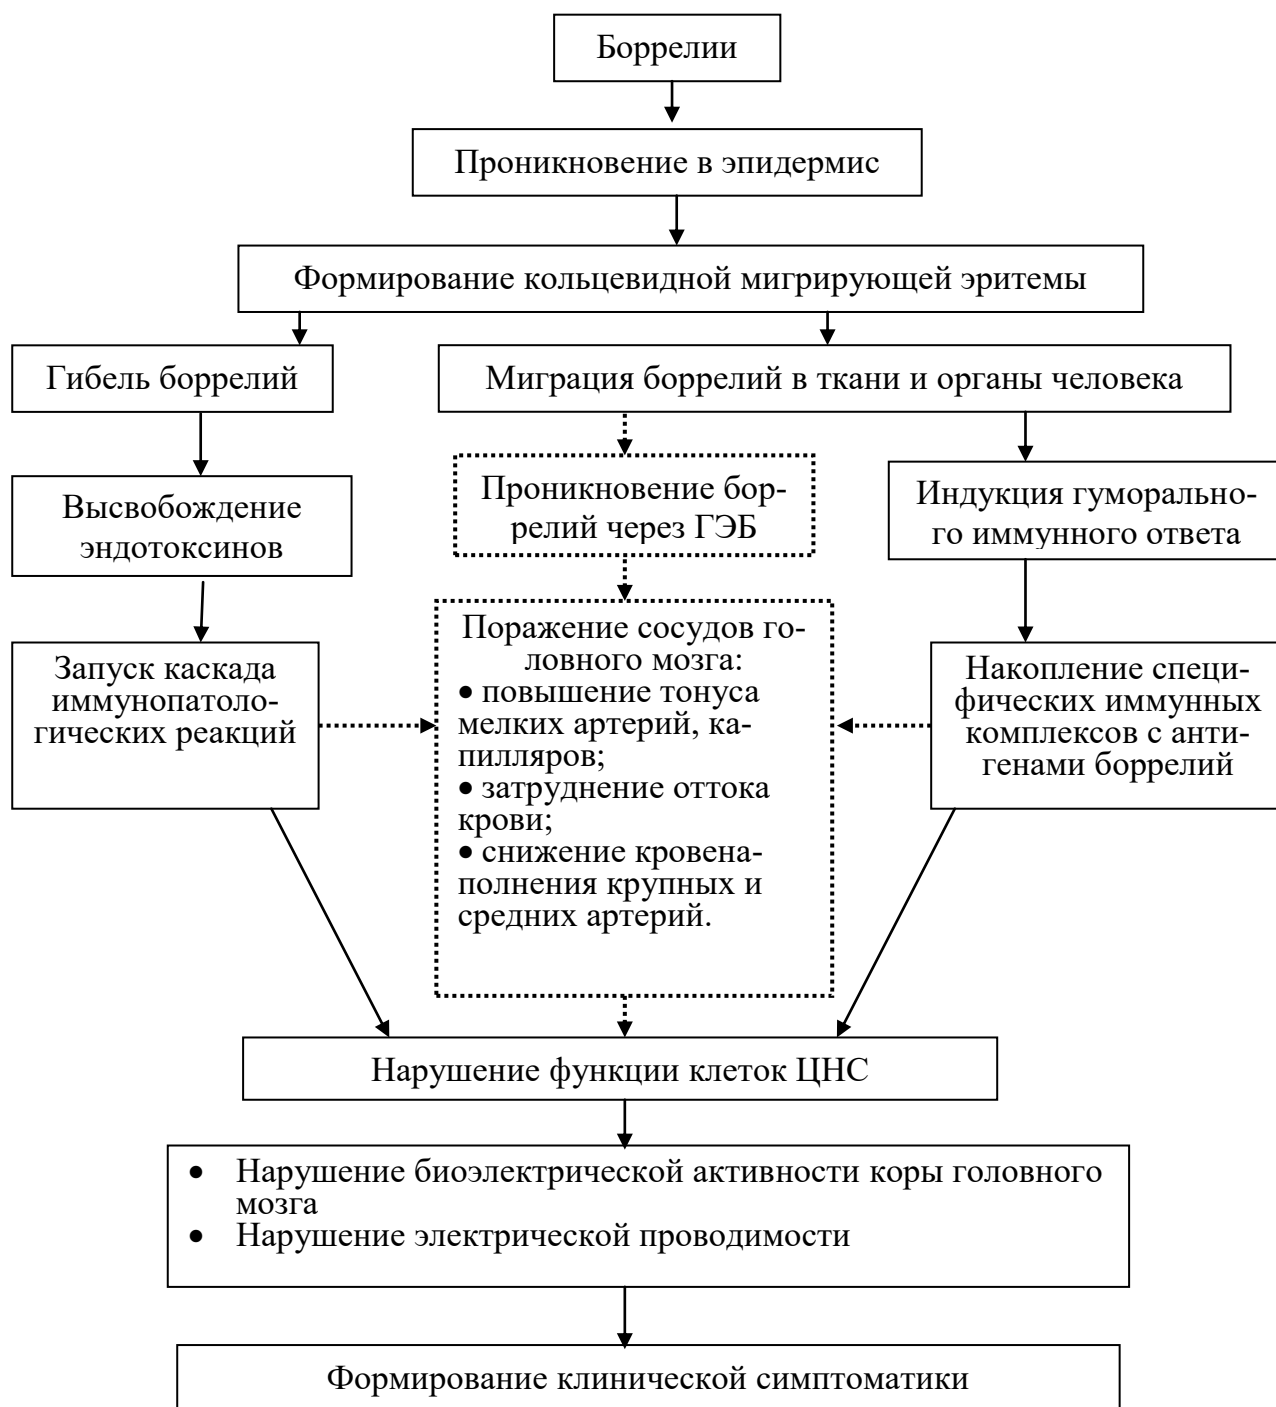 Боррелии
Проникновение в эпидермис
Формирование кольцевидной мигрирующей эритемы
Гибель боррелий
Миграция боррелий в ткани и органы человека
Высвобождение
эндотоксинов
Проникновение бор-
релий через ГЭБ
Индукция гуморально-
го иммунного ответа
Запуск каскада
иммунопатоло-
гических реакций
Поражение сосудов го-
ловного мозга:
• повышение тонуса
мелких артерий, ка-
пилляров;
• затруднение оттока
крови;
• снижение кровена-
полнения крупных и
средних артерий.
Накопление специ-
фических иммунных
комплексов с анти-
генами боррелий
Нарушение функции клеток ЦНС
• Нарушение биоэлектрической активности коры головного
мозга
• Нарушение электрической проводимости
Формирование клинической симптоматики